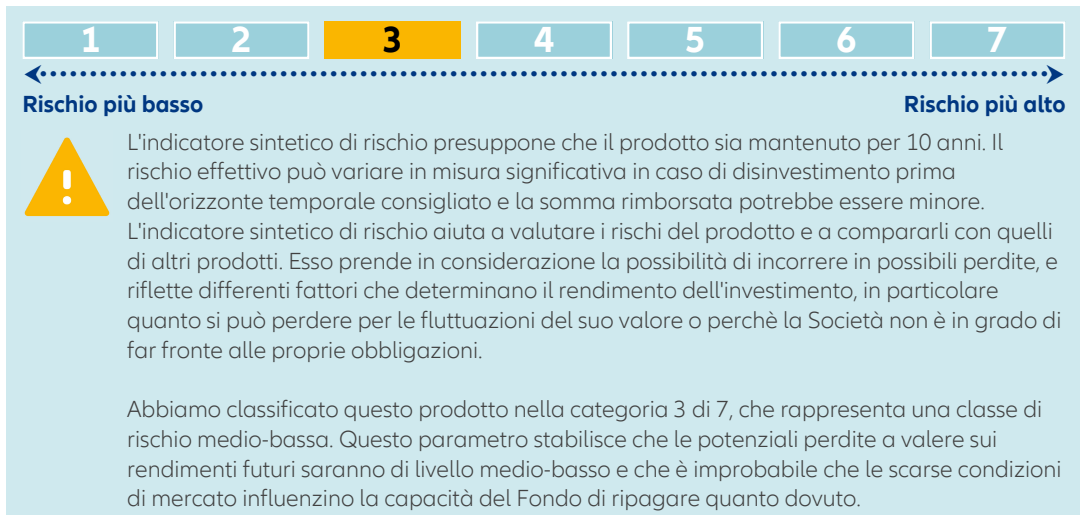 1 2 3 4 5 6 7
Rischio più basso Rischio più alto
L'indicatore sintetico di rischio presuppone che il prodotto sia mantenuto per 10 anni. Il
rischio effettivo può variare in misura significativa in caso di disinvestimento prima
dell'orizzonte temporale consigliato e la somma rimborsata potrebbe essere minore.
L'indicatore sintetico di rischio aiuta a valutare i rischi del prodotto e a compararli con quelli
di altri prodotti. Esso prende in considerazione la possibilità di incorrere in possibili perdite, e
riflette differenti fattori che determinano il rendimento dell'investimento, in particolare
quanto si può perdere per le fluttuazioni del suo valore o perchè la Società non è in grado di
far fronte alle proprie obbligazioni.
Abbiamo classificato questo prodotto nella categoria 3 di 7, che rappresenta una classe di
rischio medio-bassa. Questo parametro stabilisce che le potenziali perdite a valere sui
rendimenti futuri saranno di livello medio-basso e che è improbabile che le scarse condizioni
di mercato influenzino la capacità del Fondo di ripagare quanto dovuto.